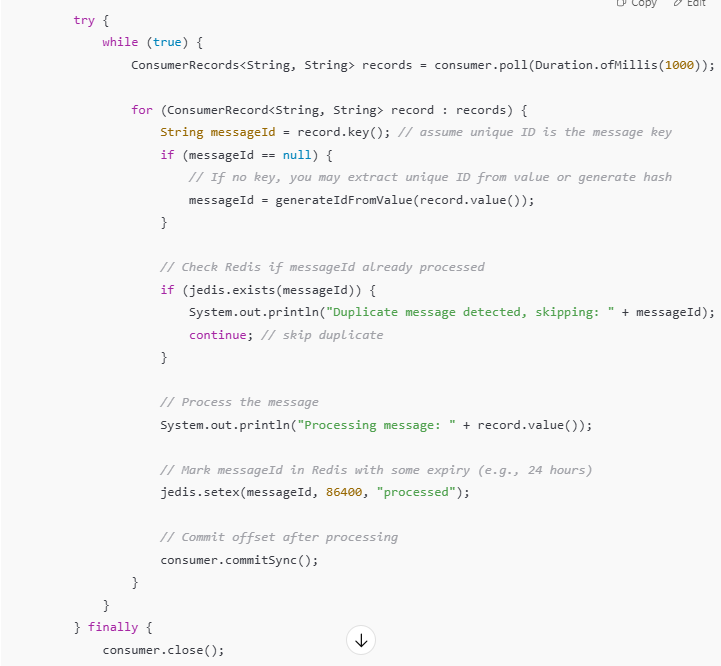 Copy Edit
try {
while (true) {
ConsumerRecords<String, String> records = consumer.poll(Duration.ofMillis(1000));
for (ConsumerRecord<String, String> record : records) {
String messageId = record.key(); // assume unique ID is the message key
if (messageId == null) {
// If no key, you may extract unique ID from value or generate hash
messageId = generateIdFromValue(record.value());
}
// Check Redis if messageId already processed
if (jedis.exists(messageId)) {
System.out.println("Duplicate message detected, skipping: " + messageId);
continue; // skip duplicate
}
// Process the message
System.out.println("Processing message: " + record.value());
// Mark messageId in Redis with some expiry (e.g., 24 hours)
jedis.setex(messageId, 86400, "processed");
// Commit offset after processing
consumer.commitSync();
}
}
} finally {
consumer.close();